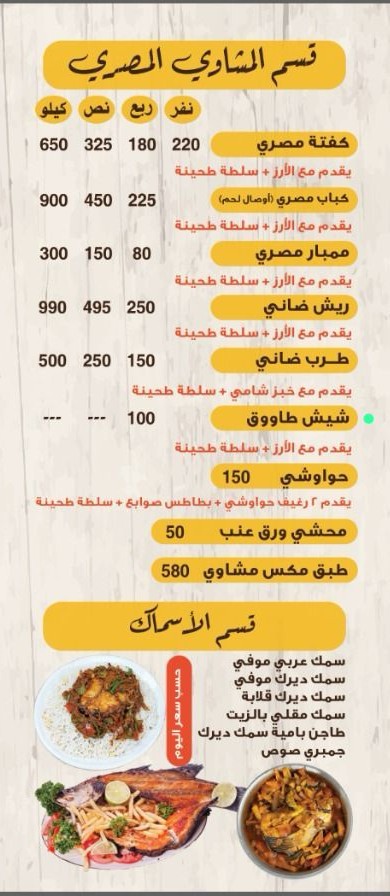 قسم المشاوي المصري
نفر ربع نص كيلو
كفتة مصري 220 180 325 650
يقدم مع الأرز + سلطة طحينة
كباب مصري (أوصال لحم) 225 450 900
يقدم مع الأرز + سلطة طحينة
ممبار مصري 80 150 300
يقدم مع الأرز + سلطة طحينة
ريش ضاني 250 495 990
يقدم مع الأرز + سلطة طحينة
طـرب ضاني 150 250 500
يقدم مع خبز شامي + سلطة طحينة
شيش طاووق 100 --- ---
يقدم مع الأرز + سلطة طحينة
حواوشي 150
يقدم ٢ رغيف حواوشي + بطاطس صوابع + سلطة طحينة
محشي ورق عنب 50
طبق مكس مشاوي 580
قسم الأسماك
سمك عربي موفي
سمك ديرك موفي
سمك ديرك قلابة
سمك مقلي بالزيت
طاجن بامية سمك ديرك
جمبري صوص
حسب سعر اليوم